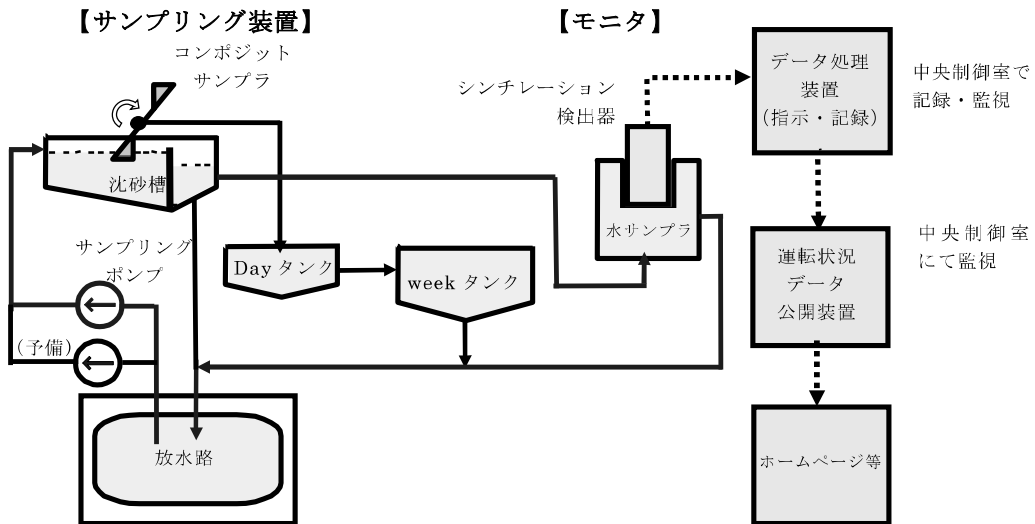 【サンプリング装置】
コンポジット
サンプラ
沈砂槽
サンプリング
ポンプ
(予備)
放水路
Dayタンク
weekタンク
【モニタ】
シンチレーション
検出器
水サンプラ
データ処理
装置
(指示・記録)
中央制御室で
記録・監視
運転状況
データ
公開装置
中央制御室
にて監視
ホームページ等